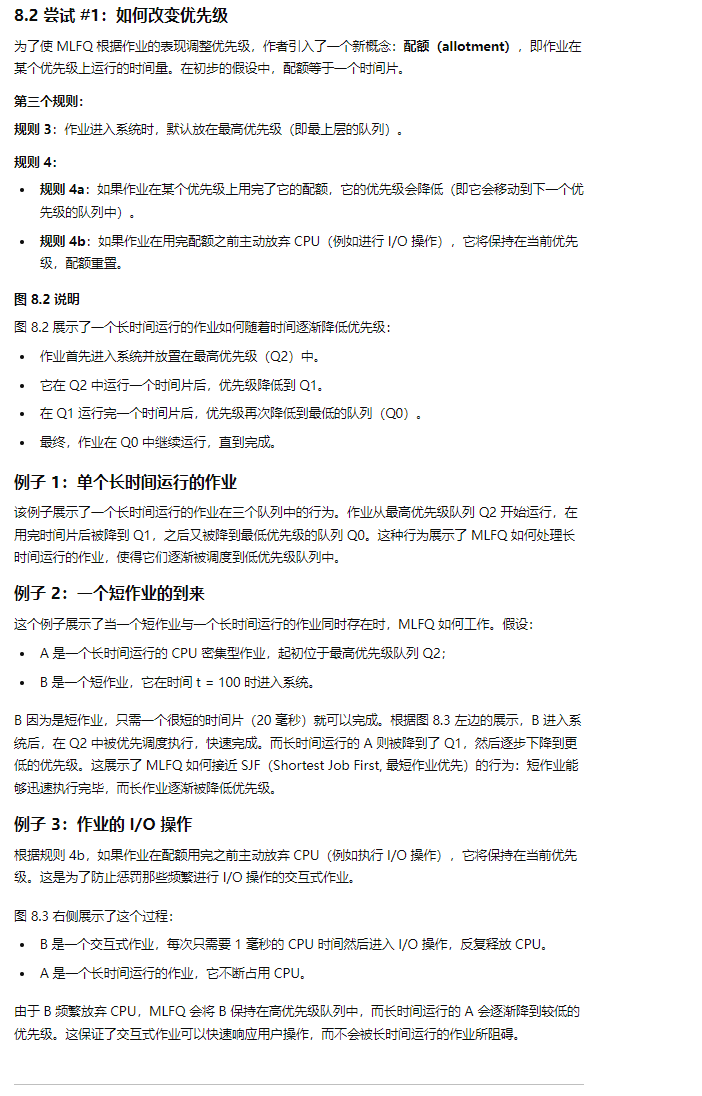 8.2 尝试 #1：如何改变优先级
为了使 MLFQ 根据作业的表现调整优先级，作者引入了一个新概念：配额（allotment），即作业在
某个优先级上运行的时间量。在初步的假设中，配额等于一个时间片。
第三个规则：
规则 3：作业进入系统时，默认放在最高优先级（即最上层的队列）。
规则 4：
• 规则 4a：如果作业在某个优先级上用完了它的配额，它的优先级会降低（即它会移动到下一个优
先级的队列中）。
• 规则 4b：如果作业在用完配额之前主动放弃 CPU（例如进行 I/O 操作），它将保持在当前优先
级，配额重置。
图 8.2 说明
图 8.2 展示了一个长时间运行的作业如何随着时间逐渐降低优先级：
• 作业首先进入系统并放置在最高优先级（Q2）中。
• 它在 Q2 中运行一个时间片后，优先级降低到 Q1。
• 在 Q1 运行完一个时间片后，优先级再次降低到最低的队列（Q0）。
• 最终，作业在 Q0 中继续运行，直到完成。
例子 1：单个长时间运行的作业
该例子展示了一个长时间运行的作业在三个队列中的行为。作业从最高优先级队列 Q2 开始运行，在
用完时间片后被降到 Q1，之后又被降到最低优先级的队列 Q0。这种行为展示了 MLFQ 如何处理长
时间运行的作业，使得它们逐渐被调度到低优先级队列中。
例子 2：一个短作业的到来
这个例子展示了当一个短作业与一个长时间运行的作业同时存在时，MLFQ 如何工作。假设：
• A 是一个长时间运行的 CPU 密集型作业，起初位于最高优先级队列 Q2；
• B 是一个短作业，它在时间 t = 100 时进入系统。
B 因为是短作业，只需一个很短的时间片（20 毫秒）就可以完成。根据图 8.3 左边的展示，B 进入系
统后，在 Q2 中被优先调度执行，快速完成。而长时间运行的 A 则被降到了 Q1，然后逐步下降到更
低的优先级。这展示了 MLFQ 如何接近 SJF（Shortest Job First, 最短作业优先）的行为：短作业能
够迅速执行完毕，而长作业逐渐被降低优先级。
例子 3：作业的 I/O 操作
根据规则 4b，如果作业在配额用完之前主动放弃 CPU（例如执行 I/O 操作），它将保持在当前优先
级。这是为了防止惩罚那些频繁进行 I/O 操作的交互式作业。
图 8.3 右侧展示了这个过程：
• B 是一个交互式作业，每次只需要 1 毫秒的 CPU 时间然后进入 I/O 操作，反复释放 CPU。
• A 是一个长时间运行的作业，它不断占用 CPU。
由于 B 频繁放弃 CPU，MLFQ 会将 B 保持在高优先级队列中，而长时间运行的 A 会逐渐降到较低的
优先级。这保证了交互式作业可以快速响应用户操作，而不会被长时间运行的作业所阻碍。